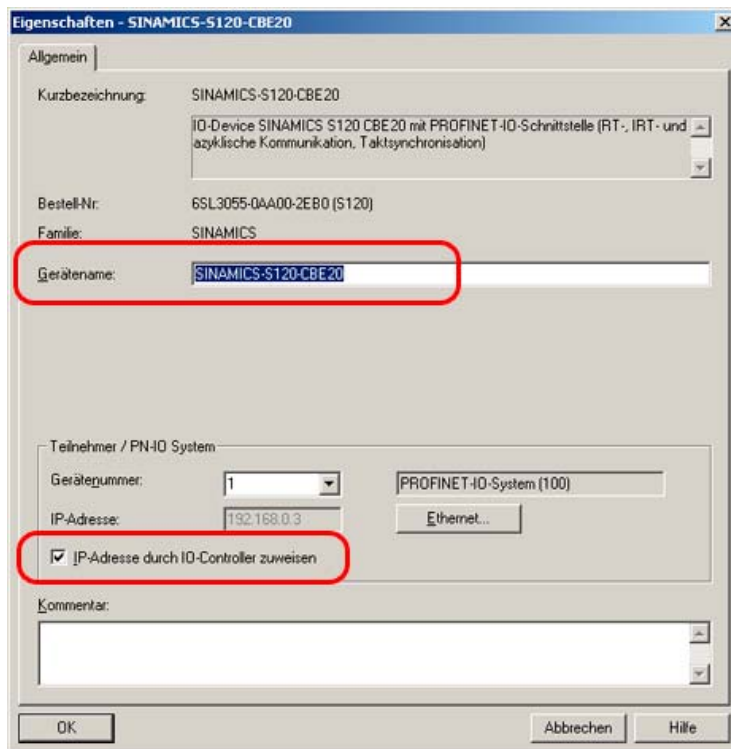 Eigenschaften - SINAMICS-S120-CBE20
Allgemein
Kurzbezeichnung: SINAMICS-S120-CBE20
IO-Device SINAMICS S120 CBE20 mit PROFINET-IO-Schnittstelle (RT-, IRT- und
azyklische Kommunikation, Taktsynchronisation)
Bestell-Nr.: 6SL3055-0AA00-2EB0 (S120)
Familie: SINAMICS
Gerätename: SINAMICS-S120-CBE20
Teilnehmer / PN-IO System
Gerätenummer: 1 PROFINET-IO-System (100)
IP-Adresse: 192.168.0.3 Ethernet...
IP-Adresse durch IO-Controller zuweisen
Kommentar:
OK Abbrechen Hilfe